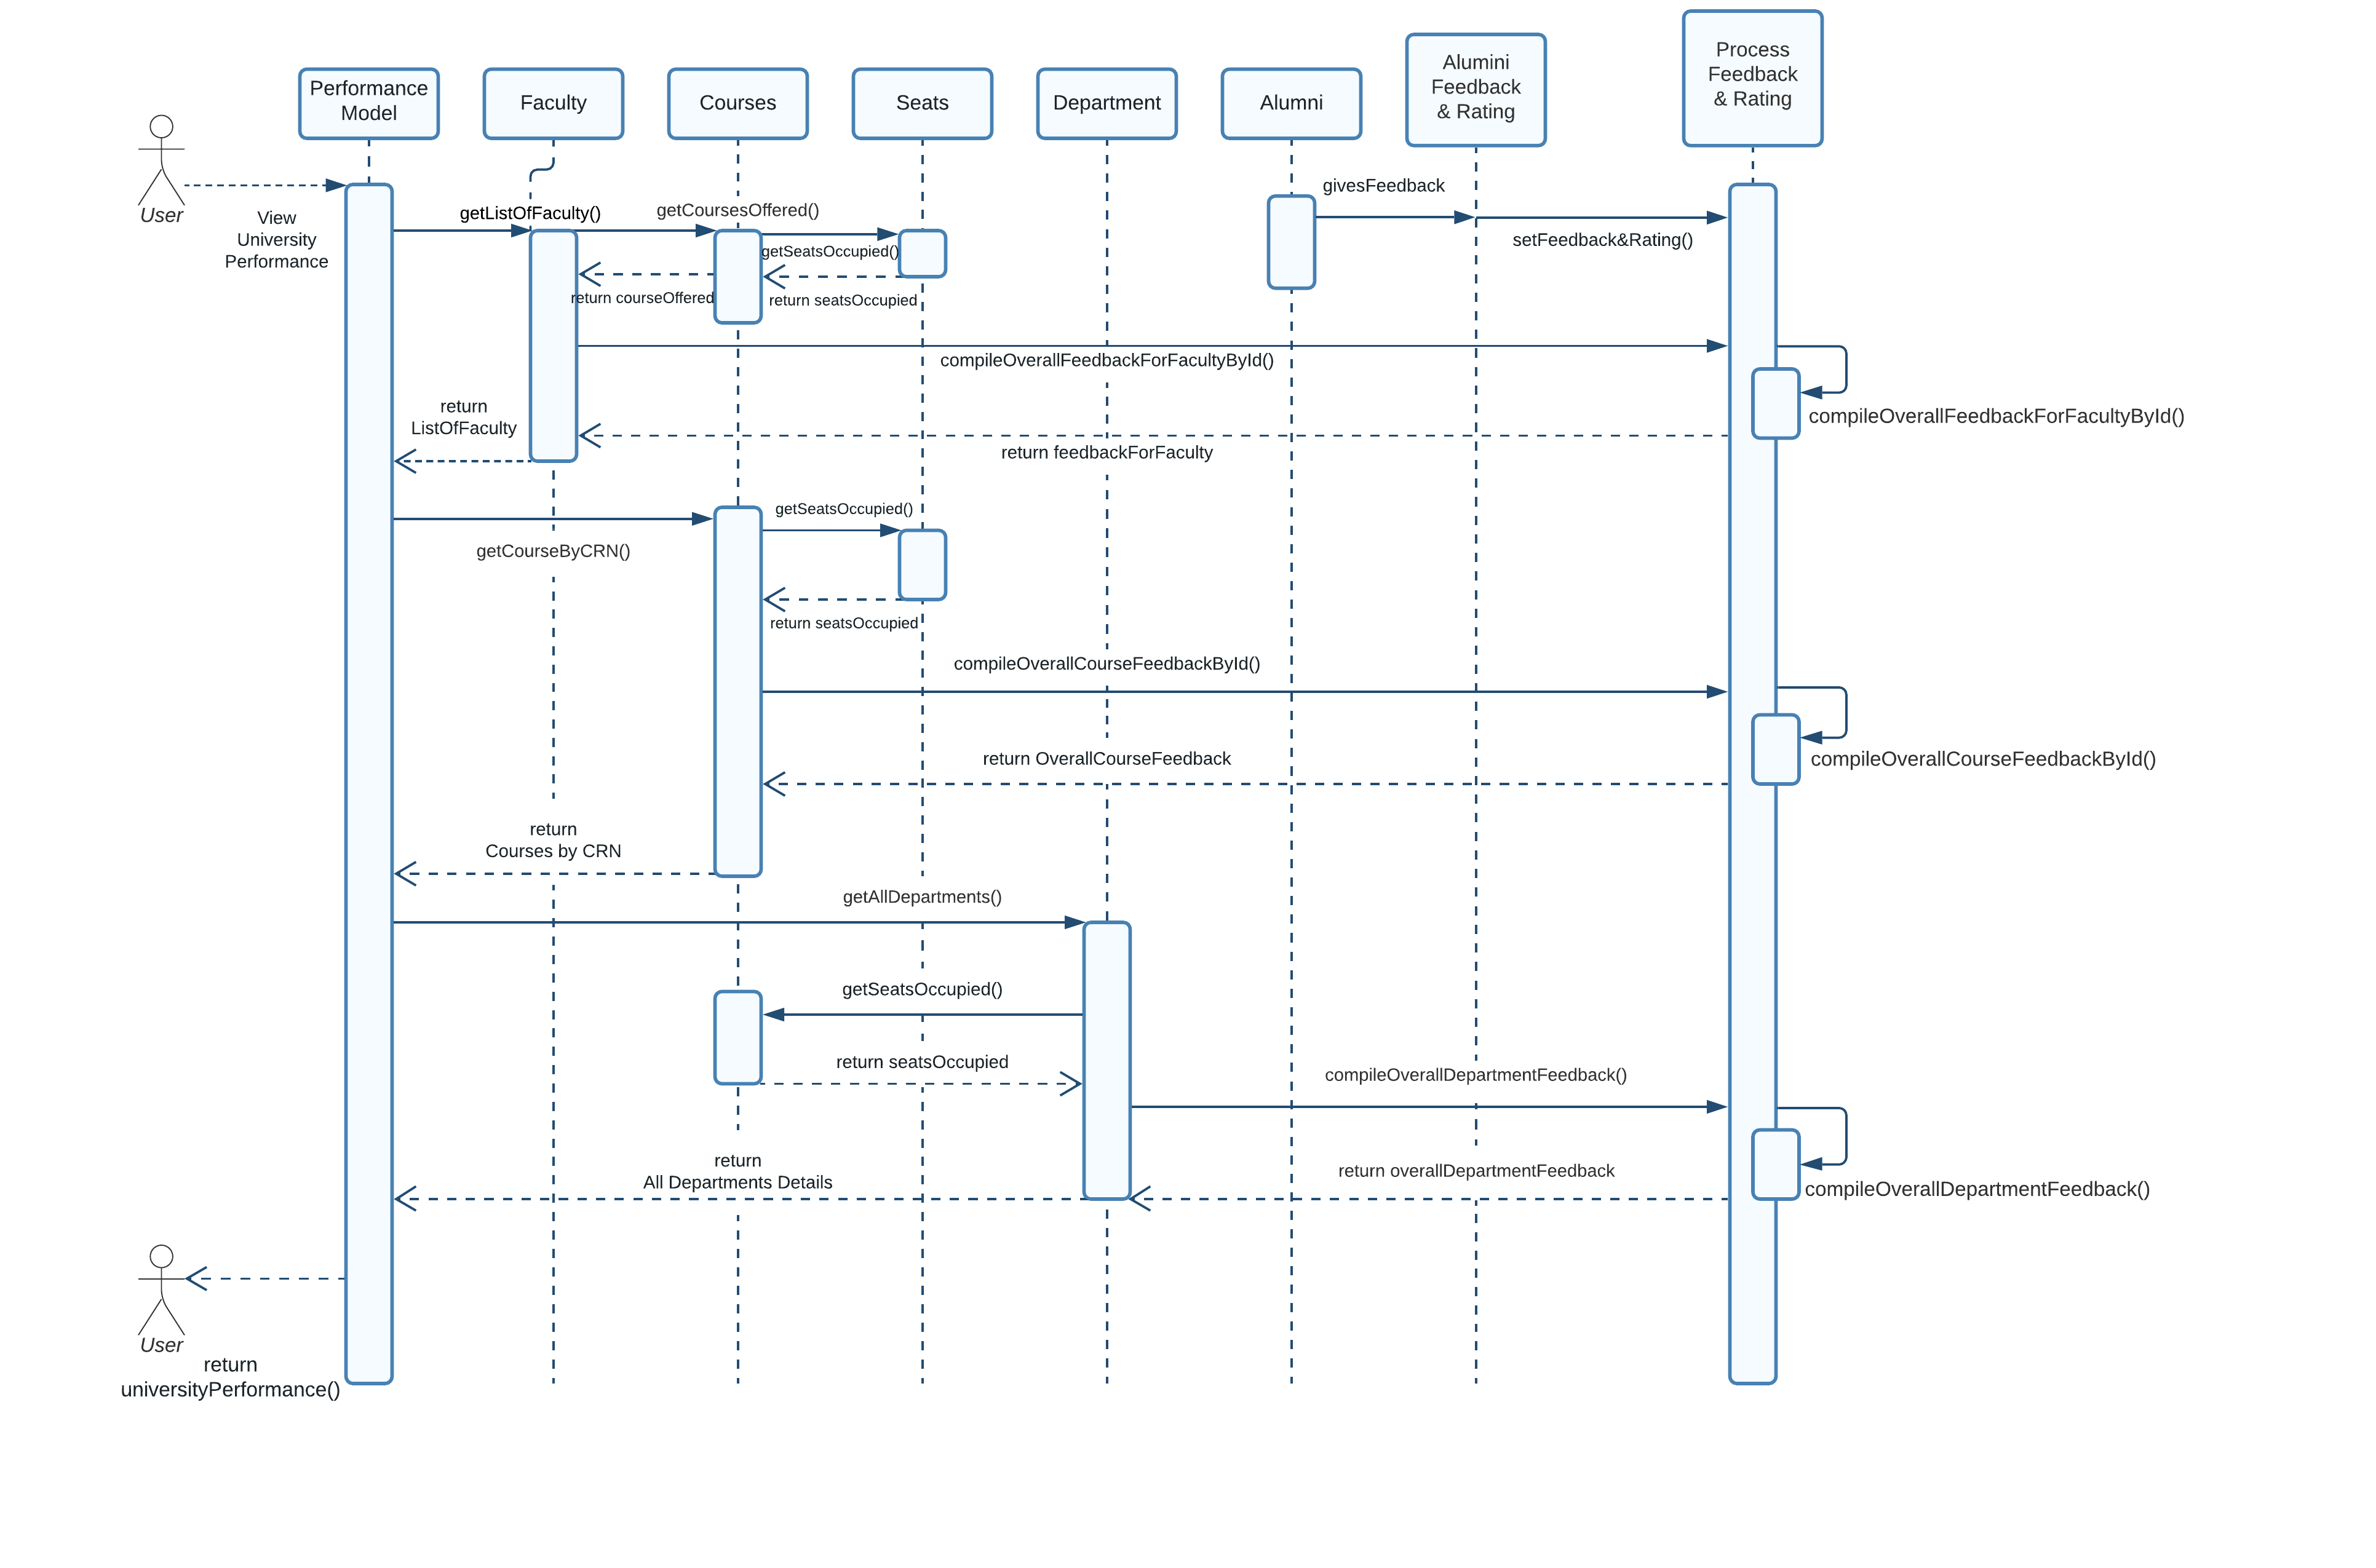 Performance
Model
Faculty
Courses
Seats
Department
Alumni
Alumini
Feedback
& Rating
Process
Feedback
& Rating
User
View
University
Performance
getListOfFaculty()
getCoursesOffered()
getSeatsOccupied()
return courseOffered
return seatsOccupied
givesFeedback
setFeedback&Rating()
compileOverallFeedbackForFacultyById()
compileOverallFeedbackForFacultyById()
return
ListOfFaculty
return feedbackForFaculty
getCourseByCRN()
getSeatsOccupied()
return seatsOccupied
compileOverallCourseFeedbackById()
compileOverallCourseFeedbackById()
return OverallCourseFeedback
return
Courses by CRN
getAllDepartments()
getSeatsOccupied()
return seatsOccupied
compileOverallDepartmentFeedback()
return
All Departments Details
return overallDepartmentFeedback
compileOverallDepartmentFeedback()
User
return
universityPerformance()